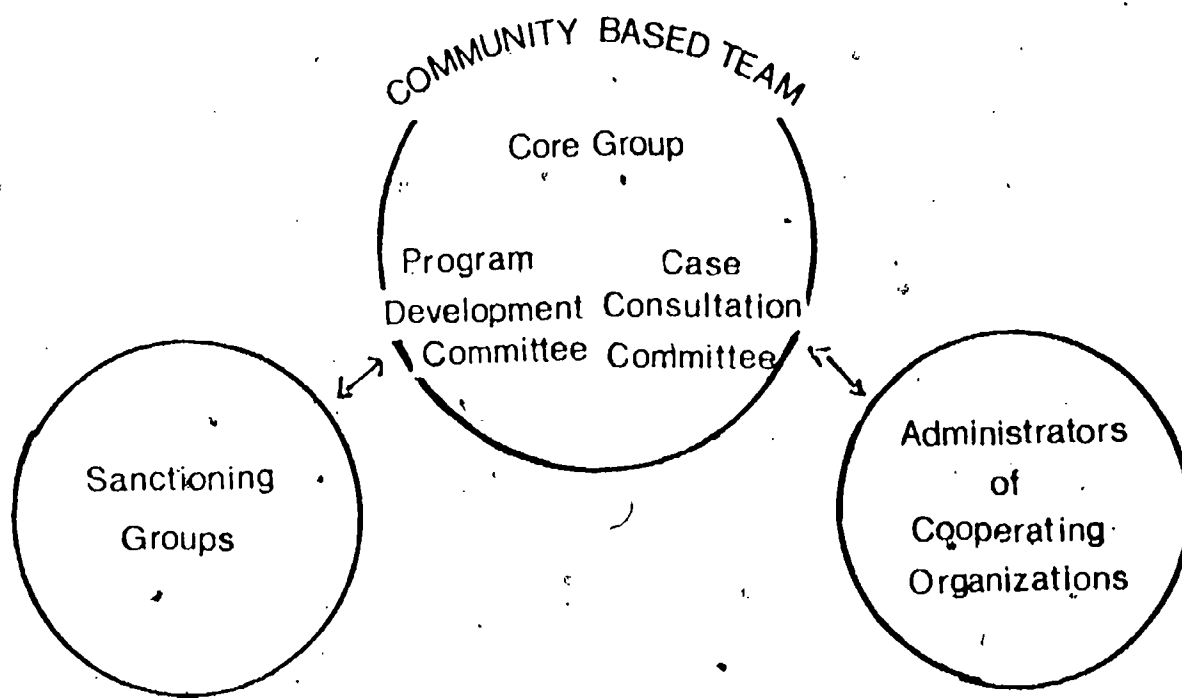 COMMUNITY BASED TEAM
Core Group
Program
Development
Committee
Case
Consultation
Committee
Sanctioning
Groups
Administrators
of
Cooperating
Organizations